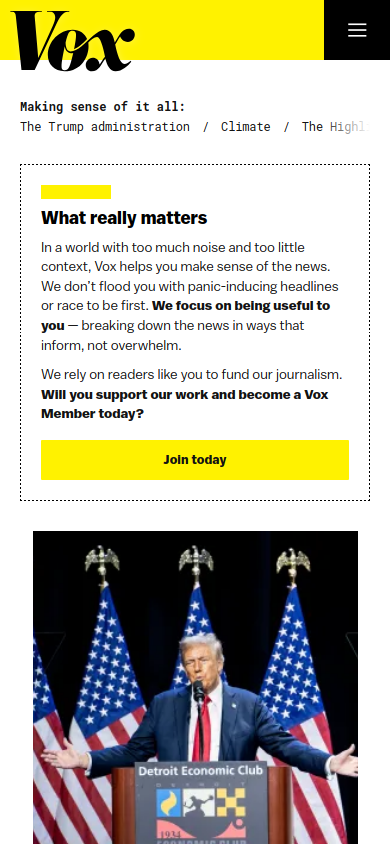 Vox
Making sense of it all:
The Trump administration / Climate / The
What really matters
In a world with too much noise and too little
context, Vox helps you make sense of the news.
We don't flood you with panic-inducing headlines
or race to be first. We focus on being useful to
you — breaking down the news in ways that
inform, not overwhelm.
We rely on readers like you to fund our journalism.
Will you support our work and become a Vox
Member today?
Join today
Detroit Economic Club
DETROIT
1934
ECONOMIC CLUB